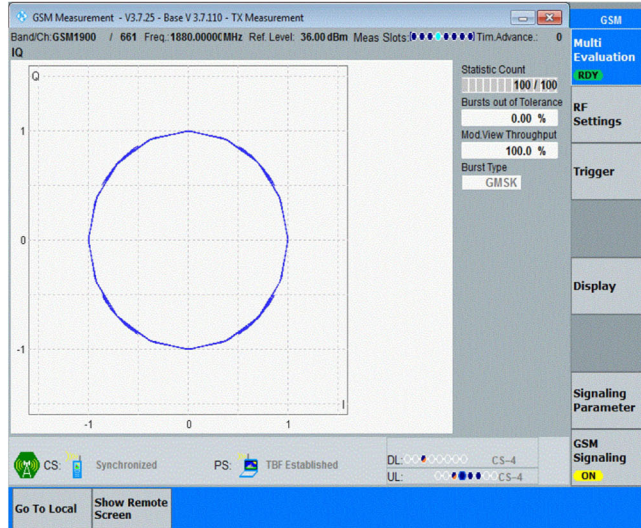 GSM Measurement - V3.7.25 - Base V 3.7.110 - TX Measurement
GSM
Band/Ch:GSM1900 / 661 Freq.:1880.00000MHz Ref. Level: 36.00 dBm Meas Slots: Tim.Advance.: 0
IQ
Multi
Evaluation
RDY
Q
Statistic Count
100 / 100
Bursts out of Tolerance
0.00 %
Mod.View Throughput
100.0 %
Burst Type
GMSK
1
0
-1
I
-1 0 1
RF
Settings
Trigger
Display
Signaling
Parameter
GSM
Signaling
ON
CS: Synchronized PS: TBF Established DL: CS-4
UL: CS-4
Go To Local
Show Remote
Screen